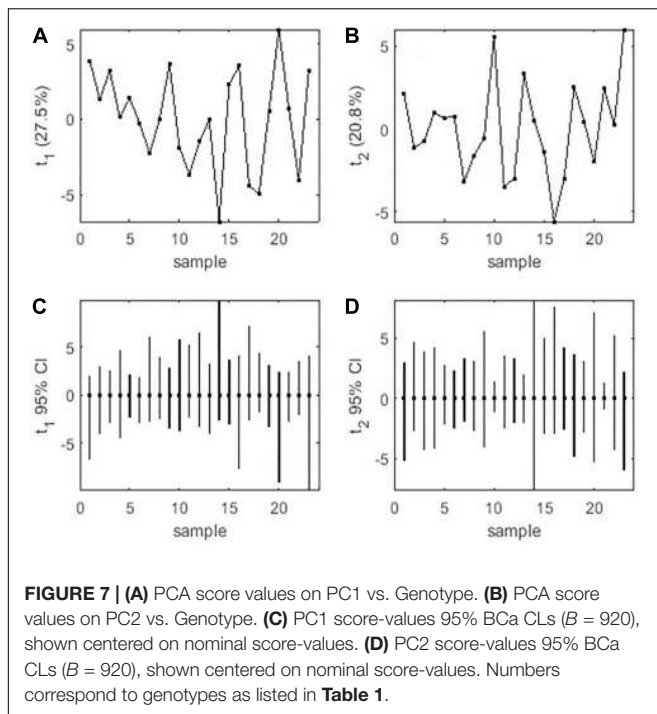 A
B
5
0
-5
t1 (27.5%)
0 5 10 15 20
sample
5
0
-5
t2 (20.8%)
0 5 10 15 20
sample
C
D
5
0
-5
t1 95% CI
0 5 10 15 20
sample
5
0
-5
t2 95% CI
0 5 10 15 20
sample
FIGURE 7 | (A) PCA score values on PC1 vs. Genotype. (B) PCA score
values on PC2 vs. Genotype. (C) PC1 score-values 95% BCa CLs (B = 920),
shown centered on nominal score-values. (D) PC2 score-values 95% BCa
CLs (B = 920), shown centered on nominal score-values. Numbers
correspond to genotypes as listed in Table 1.